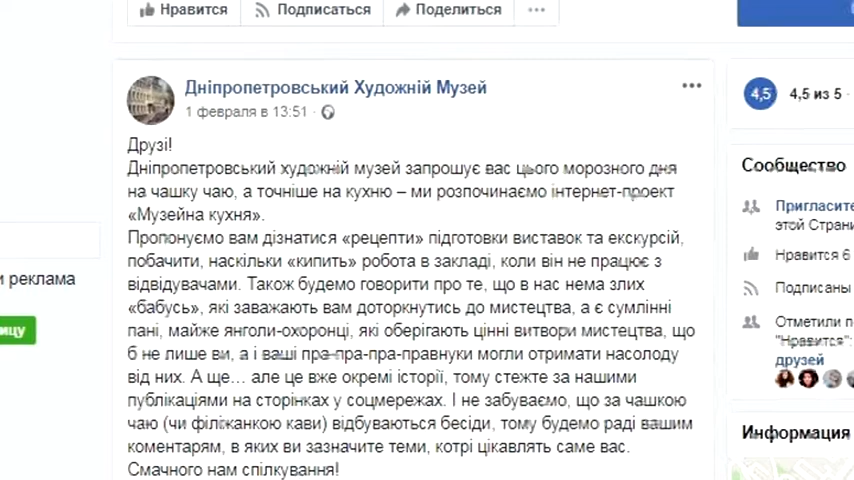 Нравится
Подписаться
Поделиться
Дніпропетровський Художній Музей
1 февраля в 13:51
4,5
4,5 из 5
Друзі!
Дніпропетровський художній музей запрошує вас цього морозного дня
на чашку чаю, а точніше на кухню – ми розпочинаємо інтернет-проект
«Музейна кухня».
Пропонуємо вам дізнатися «рецепти» підготовки виставок та екскурсій,
побачити, наскільки «кипить» робота в закладі, коли він не працює з
відвідувачами. Також будемо говорити про те, що в нас нема злих
«бабусь», які заважають вам доторкнутись до мистецтва, а є сумлінні
пані, майже янголи-охоронці, які оберігають цінні витвори мистецтва, що
б не лише ви, а і ваші пра-пра-пра-правнуки могли отримати насолоду
від них. А ще... але це вже окремі історії, тому стежте за нашими
публікаціями на сторінках у соцмережах. І не забуваємо, що за чашкою
чаю (чи філіжанкою кави) відбуваються бесіди, тому будемо раді вашим
коментарям, в яких ви зазначите теми, котрі цікавлять саме вас.
Смачного нам спілкування!
и реклама
ицу
Сообщество
Пригласите
этой Страни
Нравится 6
Подписаны
Отметили п
"Нравится":
друзей
Информация